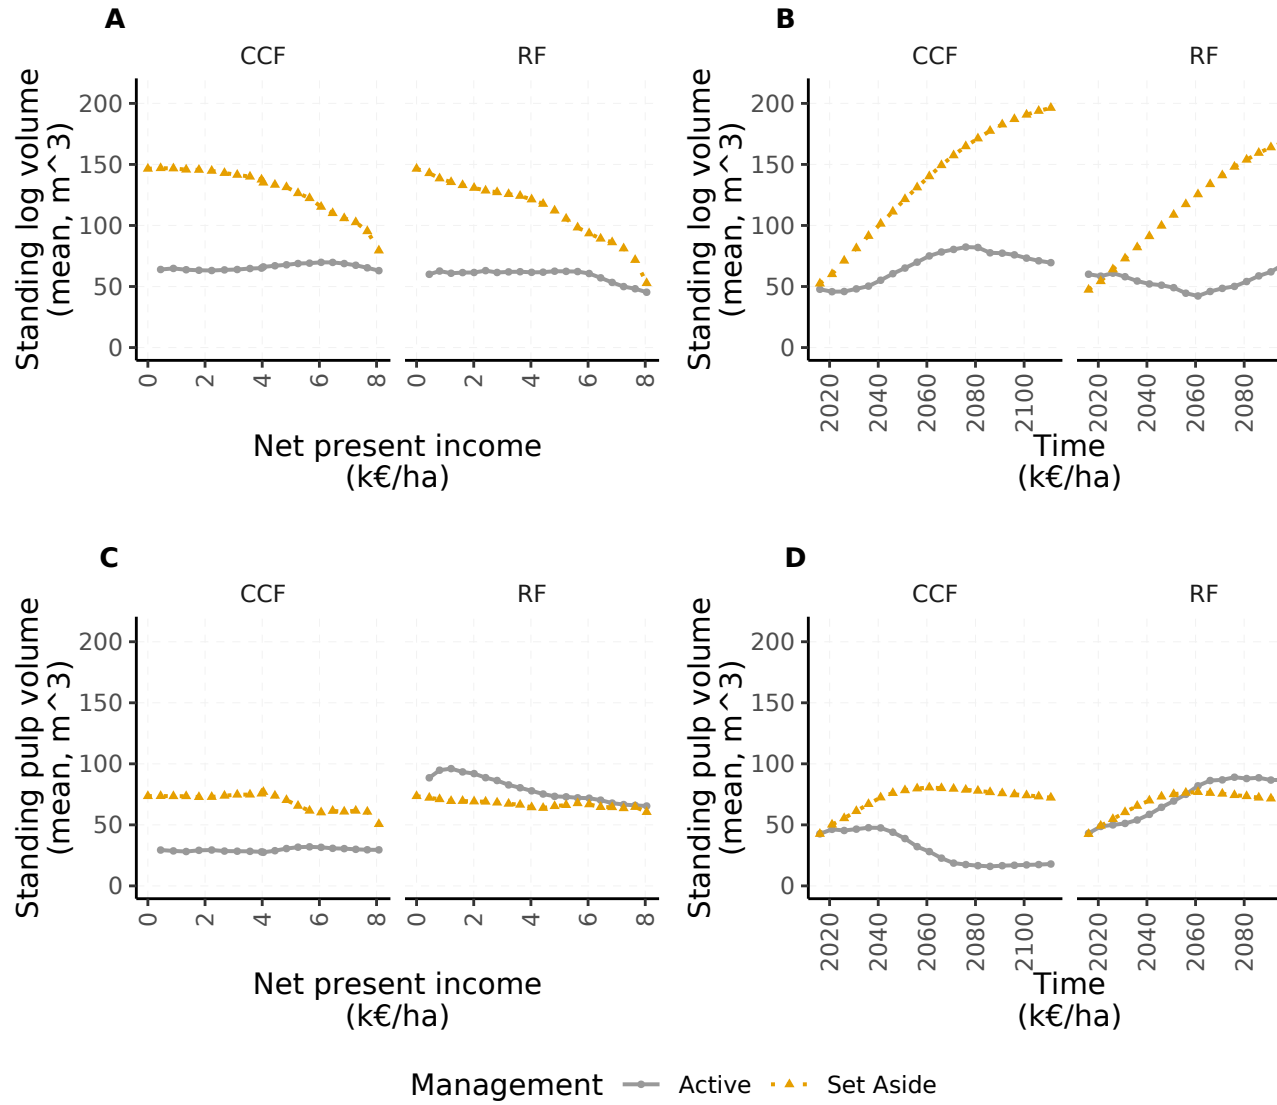 A
CCF
RF
Standing log volume
(mean, m^3)
200
150
100
50
0
0 2 4 6 8
0 2 4 6 8
Net present income
(k€/ha)
B
CCF
RF
Standing log volume
(mean, m^3)
200
150
100
50
0
2020 2040 2060 2080 2100
2020 2040 2060 2080
Time
(k€/ha)
C
CCF
RF
Standing pulp volume
(mean, m^3)
200
150
100
50
0
0 2 4 6 8
0 2 4 6 8
Net present income
(k€/ha)
D
CCF
RF
Standing pulp volume
(mean, m^3)
200
150
100
50
0
2020 2040 2060 2080 2100
2020 2040 2060 2080
Time
(k€/ha)
Management Active Set Aside